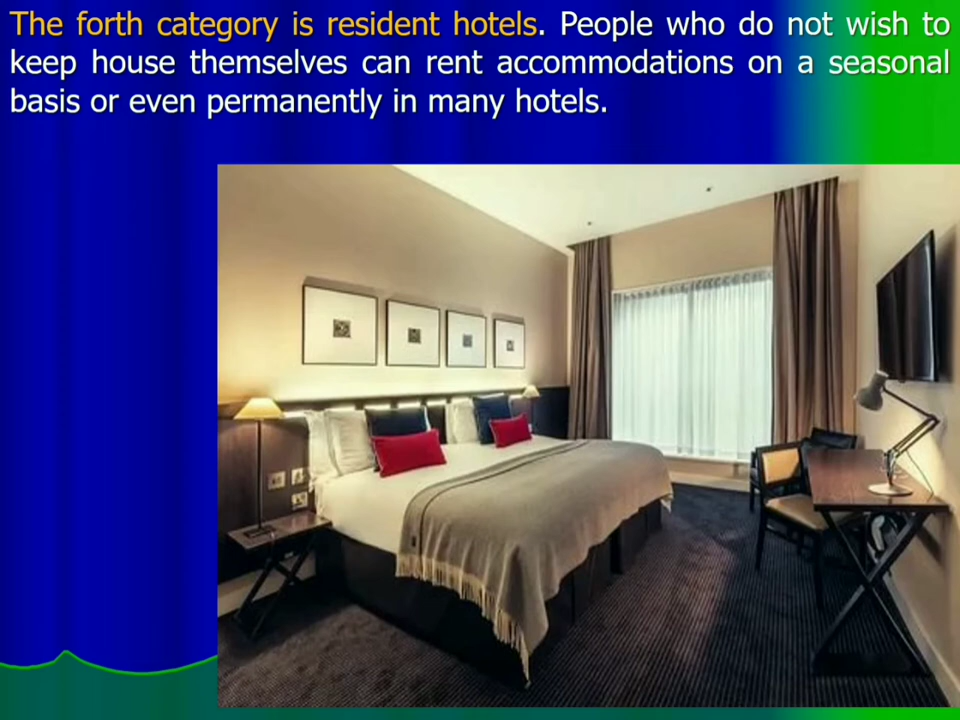 The forth category is resident hotels. People who do not wish to
keep house themselves can rent accommodations on a seasonal
basis or even permanently in many hotels.